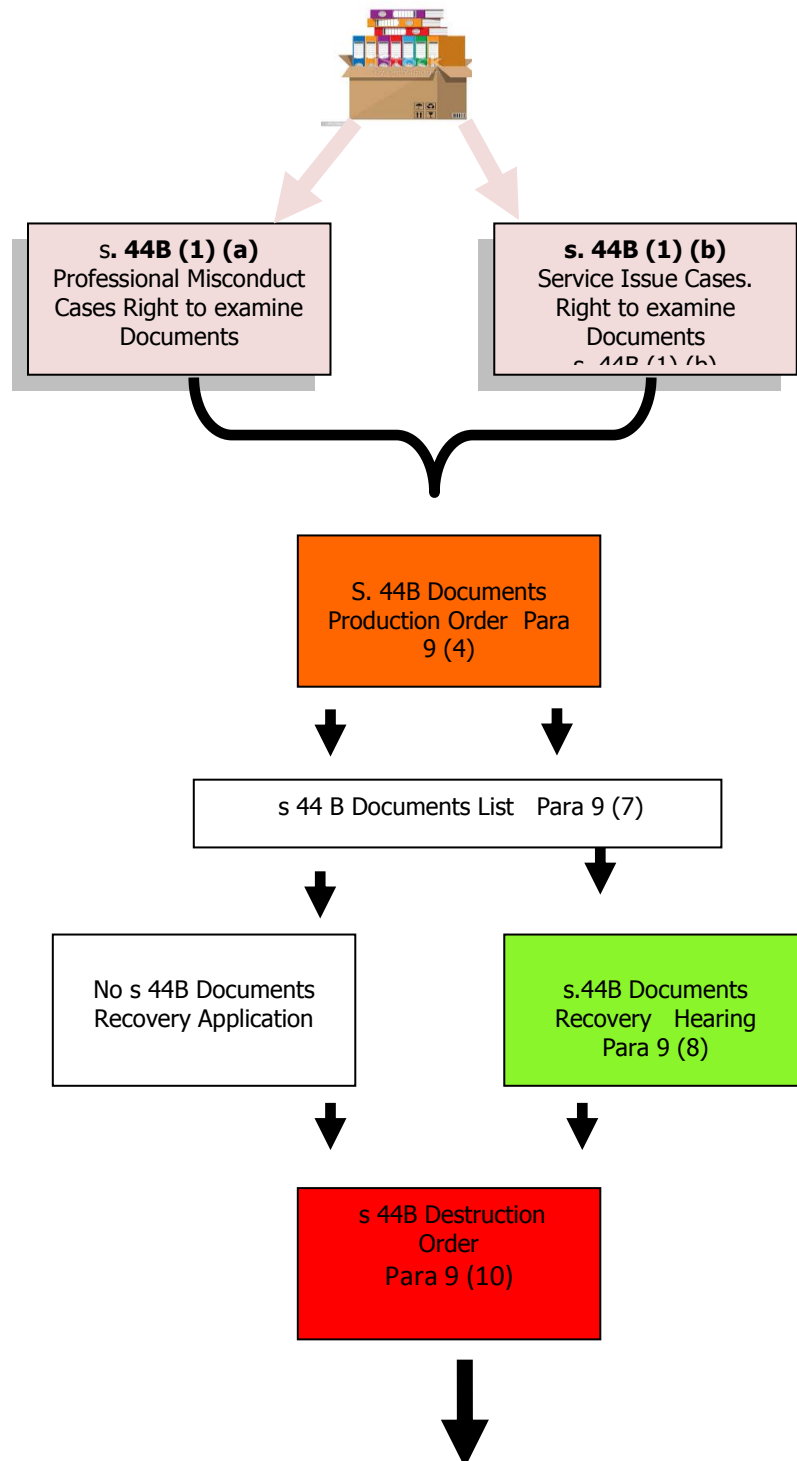 s. 44B (1) (a)
Professional Misconduct
Cases Right to examine
Documents
s. 44B (1) (b)
Service Issue Cases.
Right to examine
Documents
s. 44B (1) (b)
S. 44B Documents
Production Order Para
9 (4)
s 44 B Documents List Para 9 (7)
No s 44B Documents
Recovery Application
s.44B Documents
Recovery Hearing
Para 9 (8)
s 44B Destruction
Order
Para 9 (10)